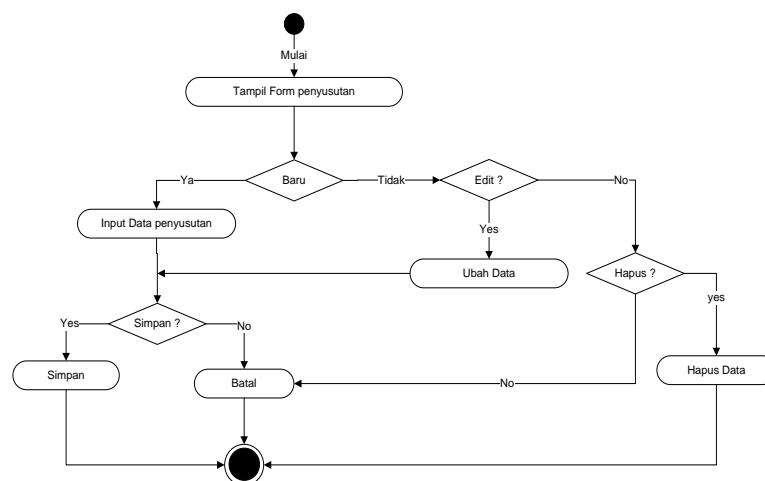 Mulai
Tampil Form penyusutan
Ya
Baru
Tidak
Edit ?
No
Input Data penyusutan
Yes
Ubah Data
Hapus ?
yes
Yes
Simpan ?
No
Simpan
Batal
No
Hapus Data